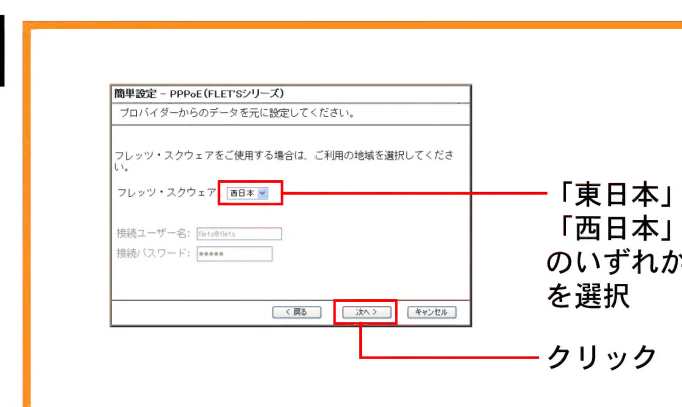 簡単設定 － PPPoE(FLET'Sシリーズ)
プロバイダーからのデータを元に設定してください。
フレッツ・スクウェアをご使用する場合は、ご利用の地域を選択してくださ
い。
フレッツ・スクウェア 西日本
接続ユーザー名: flets@flets
接続パスワード: *****
< 戻る 次へ > キャンセル
「東日本」
「西日本」
のいずれか
を選択
クリック